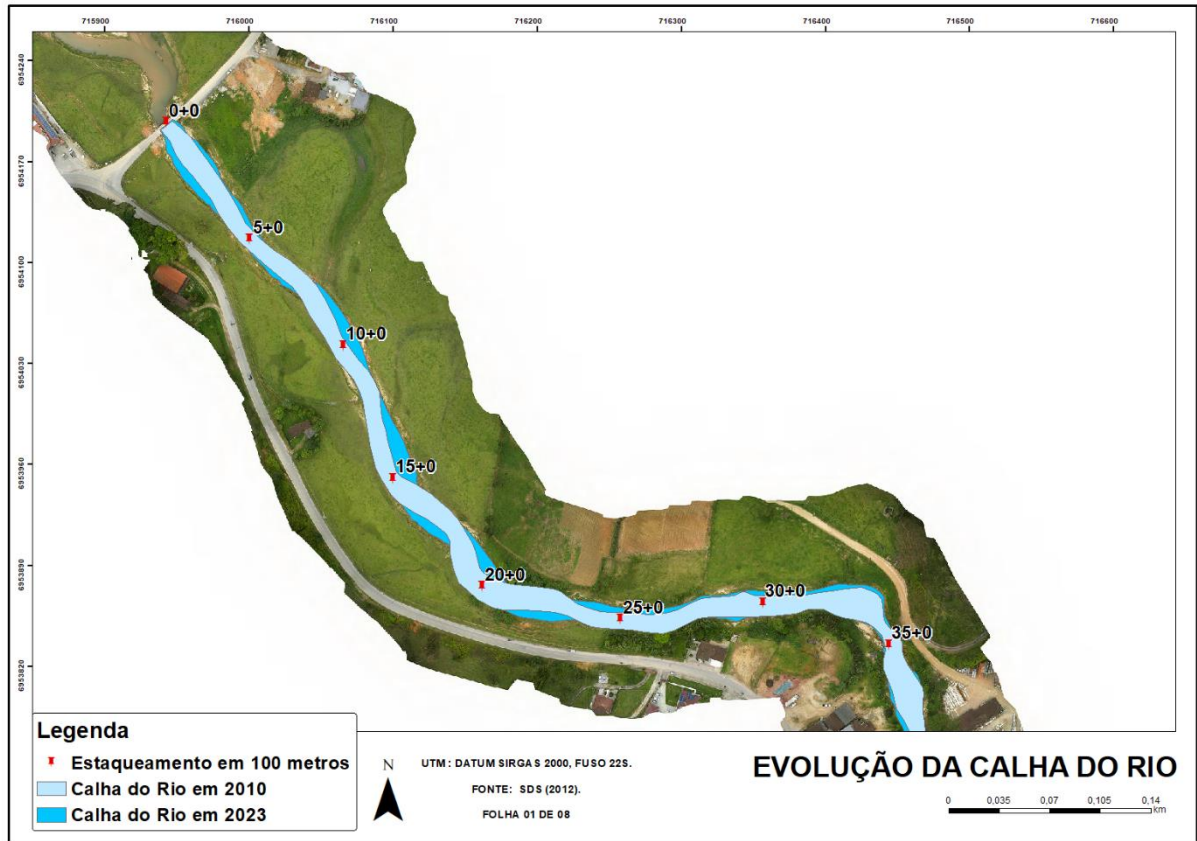 715900 716000 716100 716200 716300 716400 716500 716600
6954240
6954170
6954100
6954030
6953960
6953890
6953820
0+0
5+0
10+0
15+0
20+0
25+0
30+0
35+0
Legenda
Estaqueamento em 100 metros
Calha do Rio em 2010
Calha do Rio em 2023
N
UTM : DATUM SIRGAS 2000, FUSO 22S.
FONTE: SDS (2012).
FOLHA 01 DE 08
EVOLUÇÃO DA CALHA DO RIO
0 0,035 0,07 0,105 0,14
km